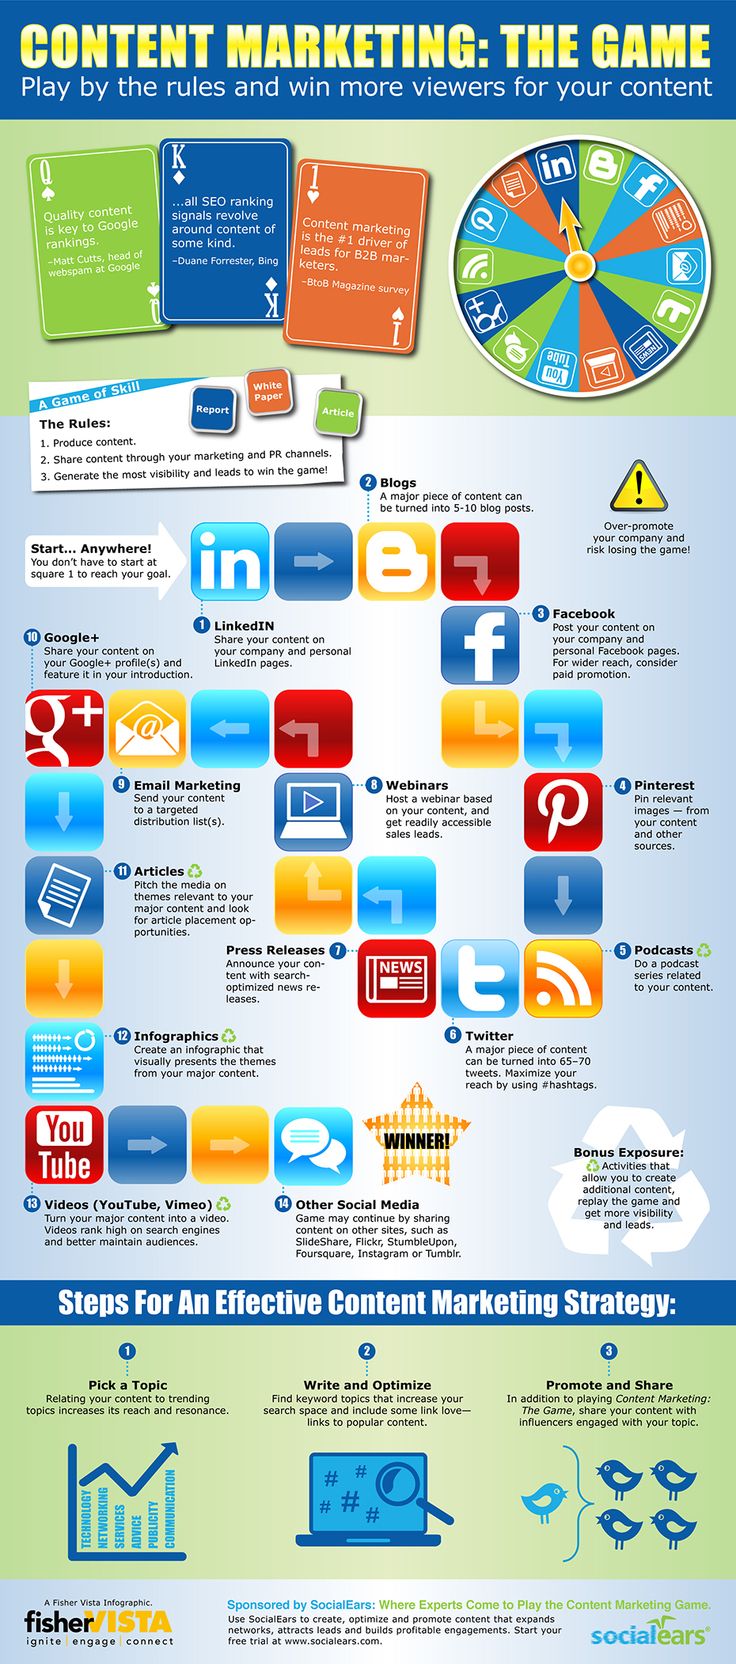 CONTENT MARKETING: THE GAME
Play by the rules and win more viewers for your content
Q
Quality content
is key to Google
rankings.
–Matt Cutts, head of
webspam at Google
Q
K
...all SEO ranking
signals revolve
around content of
some kind.
–Duane Forrester, Bing
K
1
Content marketing
is the #1 driver of
leads for B2B mar-
keters.
–BtoB Magazine survey
1
in
f
g+
You
Tube
NEWS
A Game of Skill
Report
White
Paper
Article
The Rules:
1. Produce content.
2. Share content through your marketing and PR channels.
3. Generate the most visibility and leads to win the game!
2 Blogs
A major piece of content can
be turned into 5-10 blog posts.
!
Over-promote
your company and
risk losing the game!
Start... Anywhere!
You don't have to start at
square 1 to reach your goal.
in
1 LinkedIN
Share your content on
your company and personal
LinkedIn pages.
f
3 Facebook
Post your content on
your company and
personal Facebook pages.
For wider reach, consider
paid promotion.
10 Google+
Share your content on
your Google+ profile(s) and
feature it in your introduction.
g+
@
9 Email Marketing
Send your content
to a targeted
distribution list(s).
8 Webinars
Host a webinar based
on your content, and
get readily accessible
sales leads.
4 Pinterest
Pin relevant
images — from
your content
and other
sources.
11 Articles
Pitch the media on
themes relevant to your
major content and look
for article placement op-
portunities.
Press Releases 7
Announce your con-
tent with search-
optimized news re-
leases.
NEWS
t
5 Podcasts
Do a podcast
series related
to your content.
12 Infographics
Create an infographic that
visually presents the themes
from your major content.
6 Twitter
A major piece of content
can be turned into 65–70
tweets. Maximize your
reach by using #hashtags.
You
Tube
WINNER!
13 Videos (YouTube, Vimeo)
Turn your major content into a video.
Videos rank high on search engines
and better maintain audiences.
14 Other Social Media
Game may continue by sharing
content on other sites, such as
SlideShare, Flickr, StumbleUpon,
Foursquare, Instagram or Tumblr.
Bonus Exposure:
Activities that
allow you to create
additional content,
replay the game and
get more visibility
and leads.
Steps For An Effective Content Marketing Strategy:
1
Pick a Topic
Relating your content to trending
topics increases its reach and resonance.
TECHNOLOGY
NETWORKING
SERVICES
ADVICE
PUBLICITY
COMMUNICATION
2
Write and Optimize
Find keyword topics that increase your
search space and include some link love—
links to popular content.
# # # # #
3
Promote and Share
In addition to playing Content Marketing:
The Game, share your content with
influencers engaged with your topic.
A Fisher Vista Infographic.
fisherVISTA
ignite | engage | connect
Sponsored by SocialEars: Where Experts Come to Play the Content Marketing Game.
Use SocialEars to create, optimize and promote content that expands
networks, attracts leads and builds profitable engagements. Start your
free trial at www.socialears.com.
socialears®